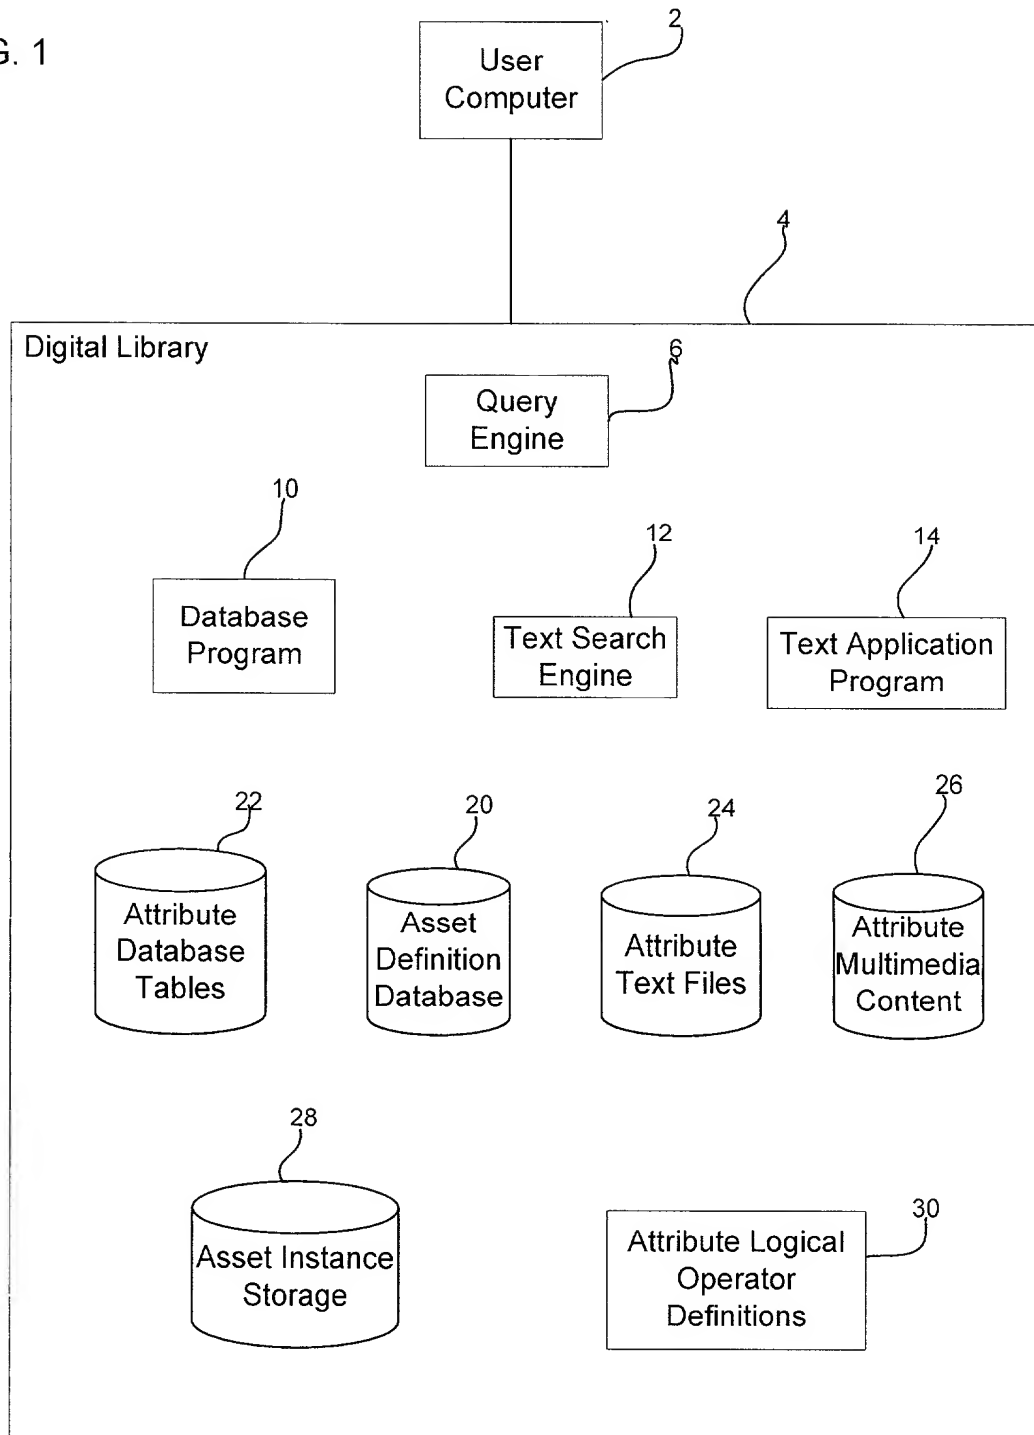 G. 1
2
User
Computer
4
Digital Library
6
Query
Engine
10
12
14
Database
Program
Text Search
Engine
Text Application
Program
22
20
24
26
Attribute
Database
Tables
Asset
Definition
Database
Attribute
Text Files
Attribute
Multimedia
Content
28
30
Asset Instance
Storage
Attribute Logical
Operator
Definitions